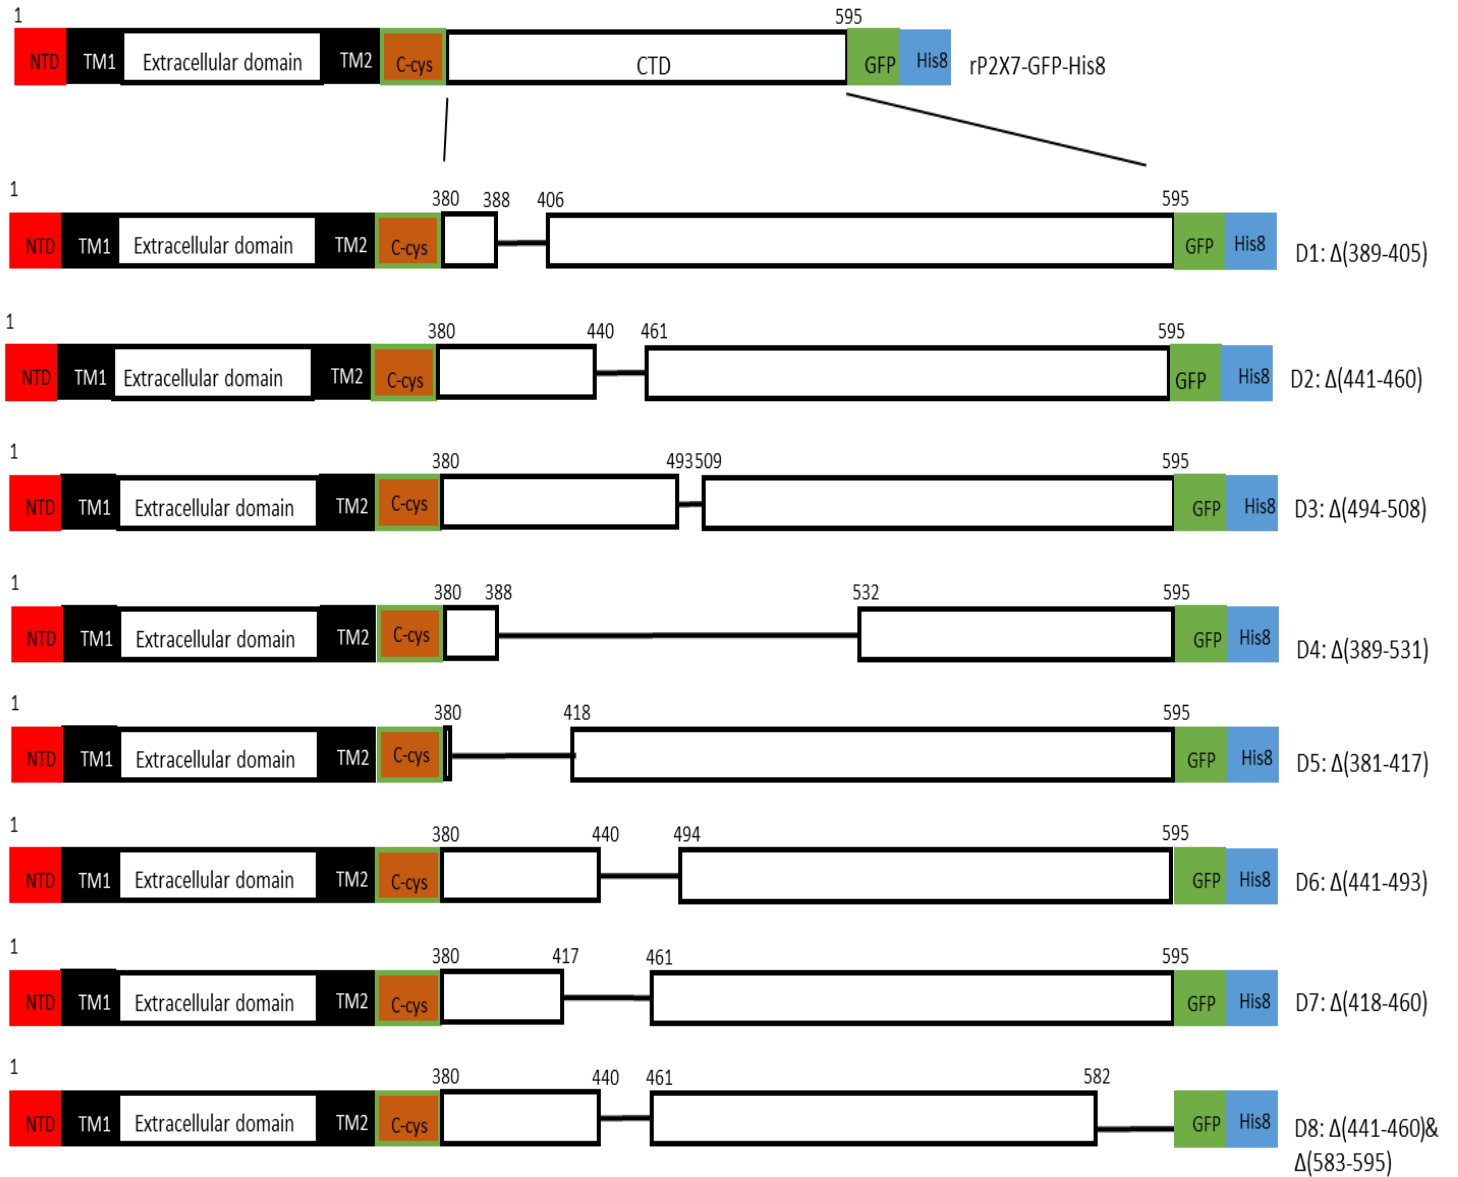 1 595
NTD TM1 Extracellular domain TM2 C-cys CTD GFP His8 rP2X7-GFP-His8
1 380 388 406 595
NTD TM1 Extracellular domain TM2 C-cys GFP His8 D1: Δ(389-405)
1 380 440 461 595
NTD TM1 Extracellular domain TM2 C-cys GFP His8 D2: Δ(441-460)
1 380 493 509 595
NTD TM1 Extracellular domain TM2 C-cys GFP His8 D3: Δ(494-508)
1 380 388 532 595
NTD TM1 Extracellular domain TM2 C-cys GFP His8 D4: Δ(389-531)
1 380 418 595
NTD TM1 Extracellular domain TM2 C-cys GFP His8 D5: Δ(381-417)
1 380 440 494 595
NTD TM1 Extracellular domain TM2 C-cys GFP His8 D6: Δ(441-493)
1 380 417 461 595
NTD TM1 Extracellular domain TM2 C-cys GFP His8 D7: Δ(418-460)
1 380 440 461 582
NTD TM1 Extracellular domain TM2 C-cys GFP His8 D8: Δ(441-460)&
Δ(583-595)